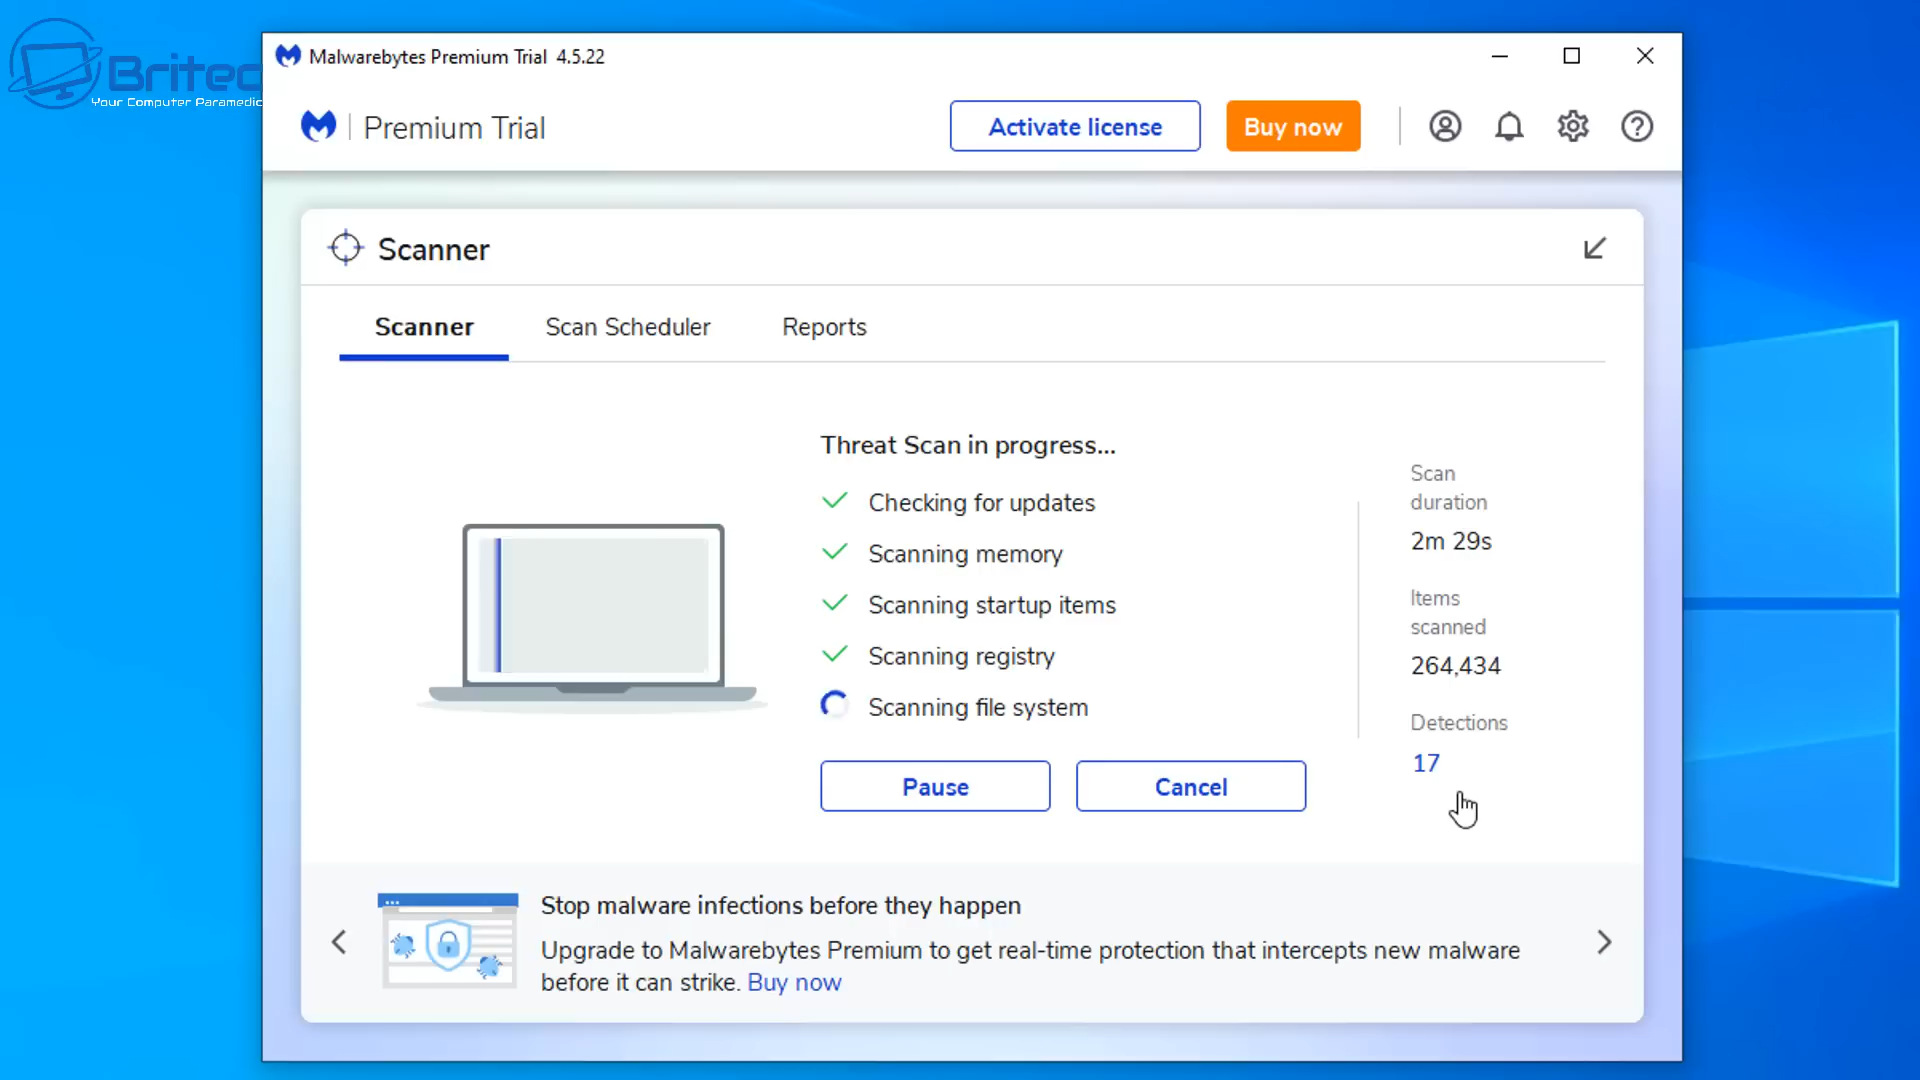 Britec
Your Computer Paramedic
Malwarebytes Premium Trial 4.5.22
Premium Trial
Activate license
Buy now
Scanner
Scanner
Scan Scheduler
Reports
Threat Scan in progress...
Checking for updates
Scanning memory
Scanning startup items
Scanning registry
Scanning file system
Pause
Cancel
Scan
duration
2m 29s
Items
scanned
264,434
Detections
17
Stop malware infections before they happen
Upgrade to Malwarebytes Premium to get real-time protection that intercepts new malware
before it can strike. Buy now